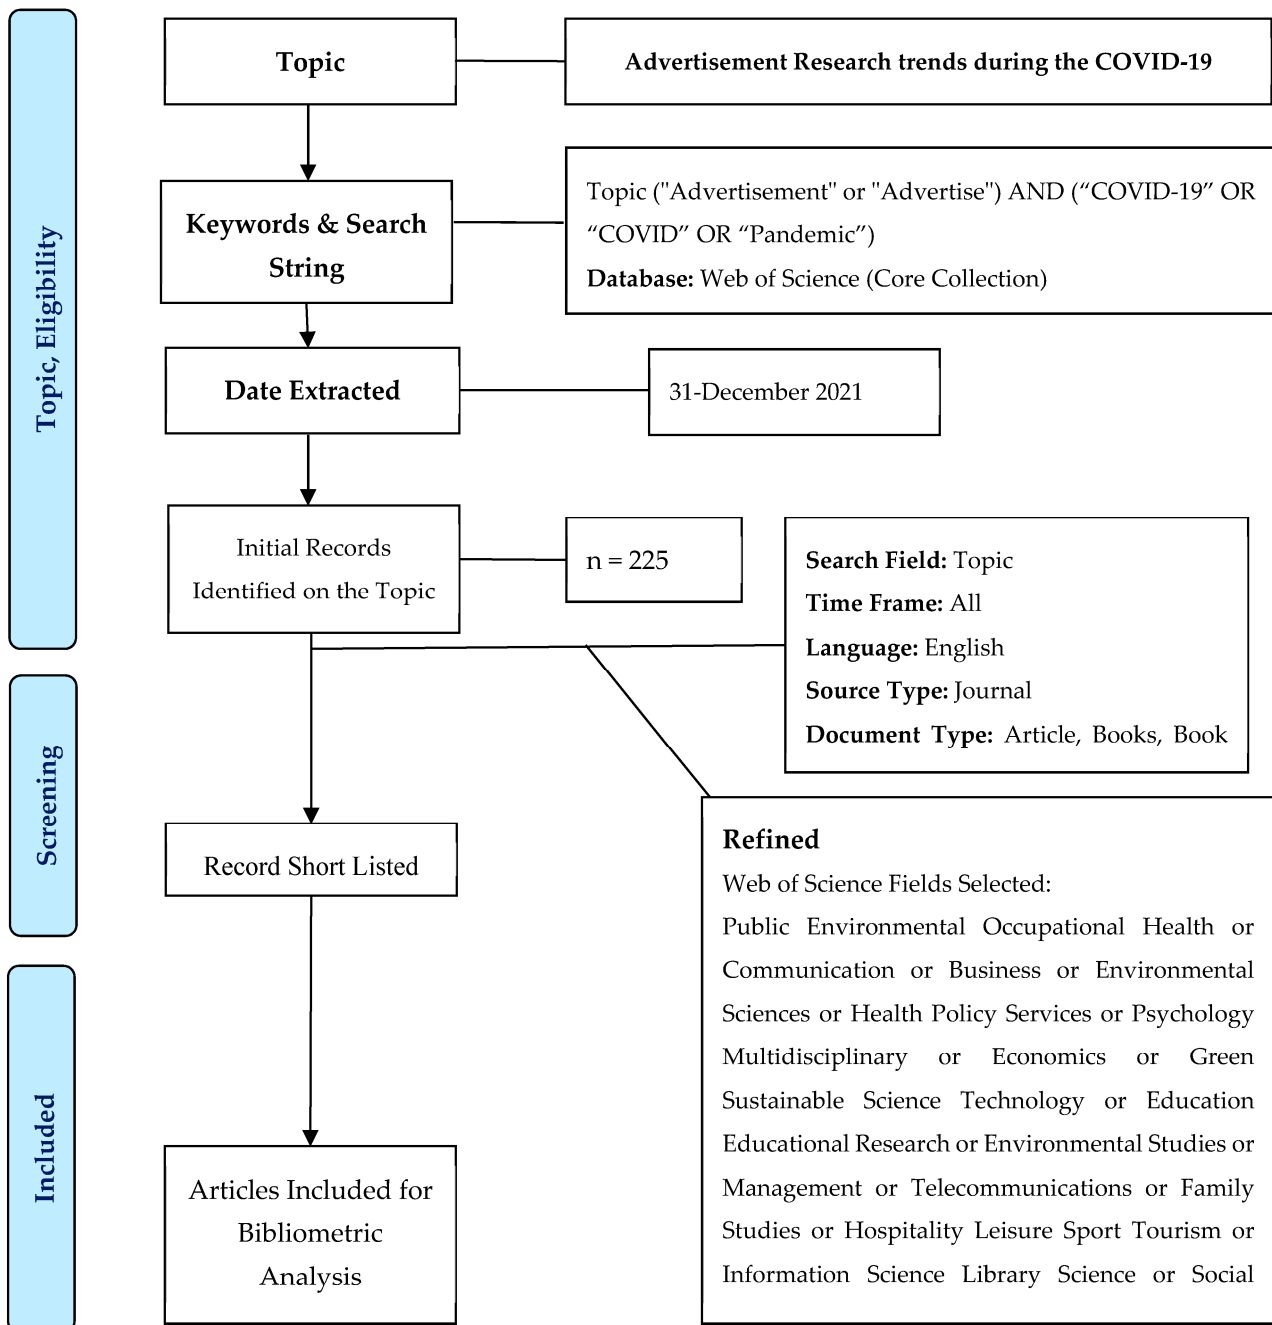 Topic, Eligibility
Topic
Advertisement Research trends during the COVID-19
Keywords & Search
String
Topic ("Advertisement" or "Advertise") AND (“COVID-19” OR
“COVID” OR “Pandemic”)
Database: Web of Science (Core Collection)
Date Extracted
31-December 2021
Initial Records
Identified on the Topic
n = 225
Search Field: Topic
Time Frame: All
Language: English
Source Type: Journal
Document Type: Article, Books, Book
Screening
Record Short Listed
Refined
Web of Science Fields Selected:
Public Environmental Occupational Health or
Communication or Business or Environmental
Sciences or Health Policy Services or Psychology
Multidisciplinary or Economics or Green
Sustainable Science Technology or Education
Educational Research or Environmental Studies or
Management or Telecommunications or Family
Studies or Hospitality Leisure Sport Tourism or
Information Science Library Science or Social
Included
Articles Included for
Bibliometric
Analysis